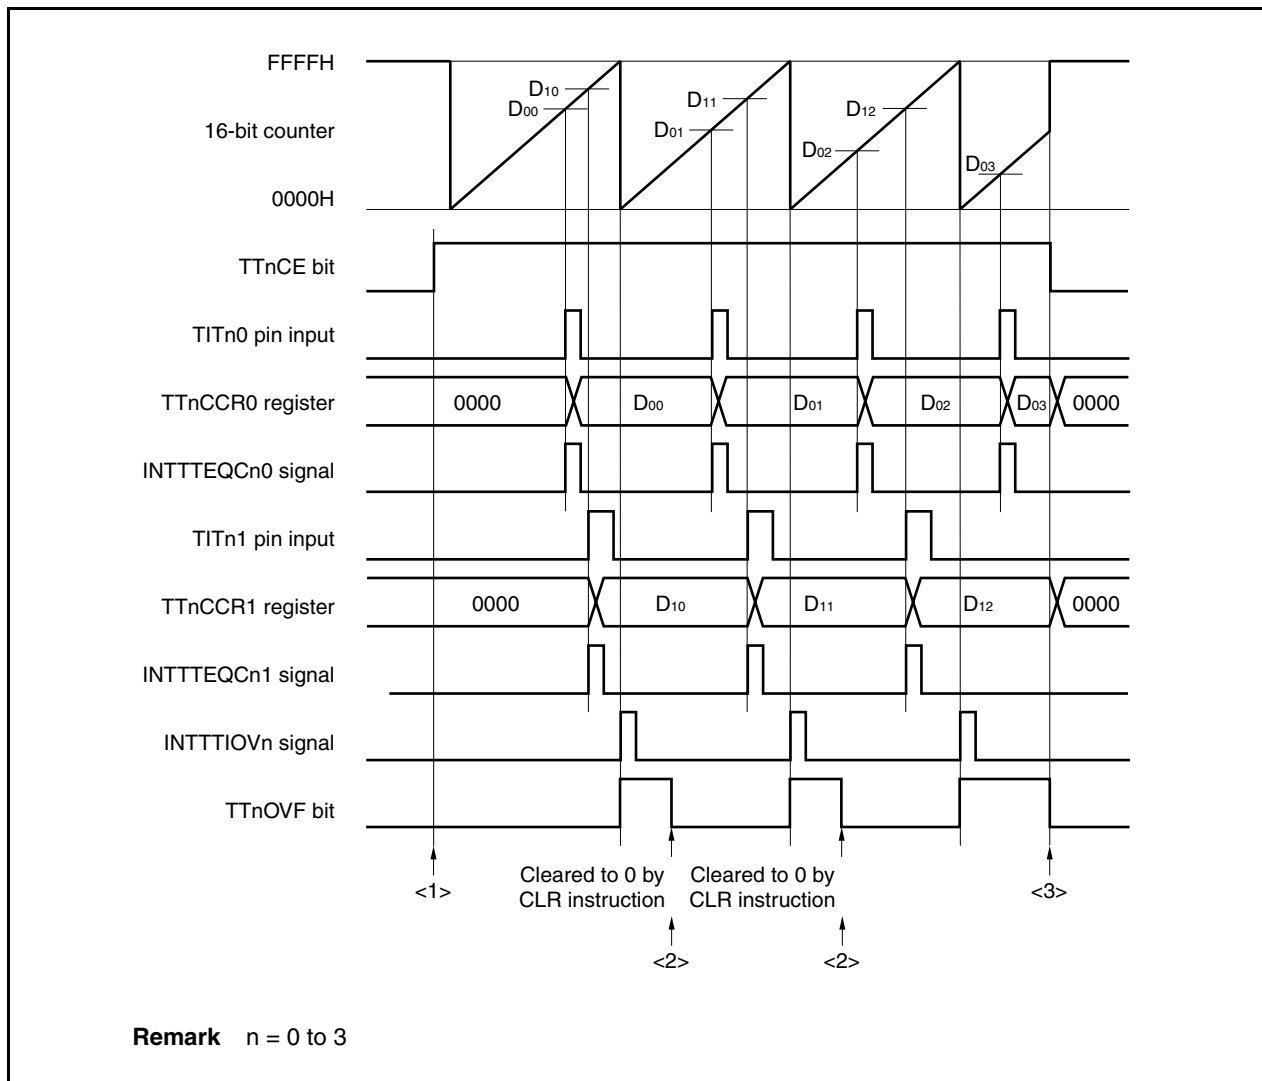 FFFFH
D10
D00
D11
D01
D12
D02
D03
16-bit counter
0000H
TTnCE bit
TITn0 pin input
TTnCCR0 register
0000 D00 D01 D02 D03 0000
INTTTEQCn0 signal
TITn1 pin input
TTnCCR1 register
0000 D10 D11 D12 0000
INTTTEQCn1 signal
INTTTIOVn signal
TTnOVF bit
<1>
Cleared to 0 by
CLR instruction
<2>
Cleared to 0 by
CLR instruction
<2>
<3>
Remark n = 0 to 3